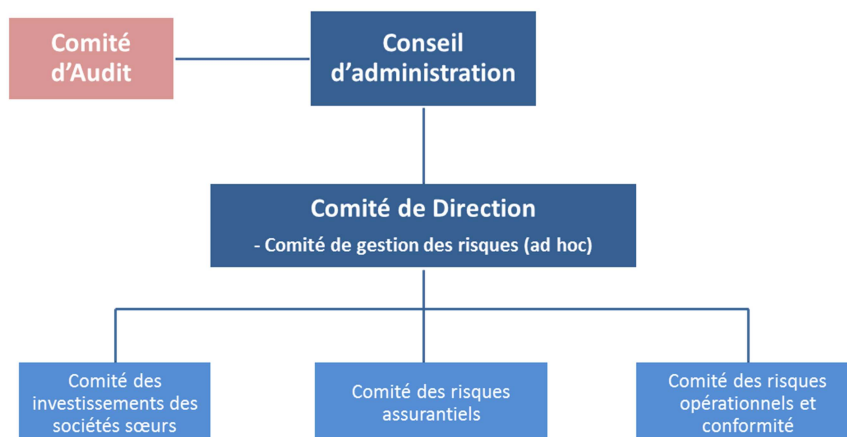 Comité
d’Audit
Conseil
d’administration
Comité de Direction
- Comité de gestion des risques (ad hoc)
Comité des
investissements des
sociétés sœurs
Comité des risques
assurantiels
Comité des risques
opérationnels et
conformité